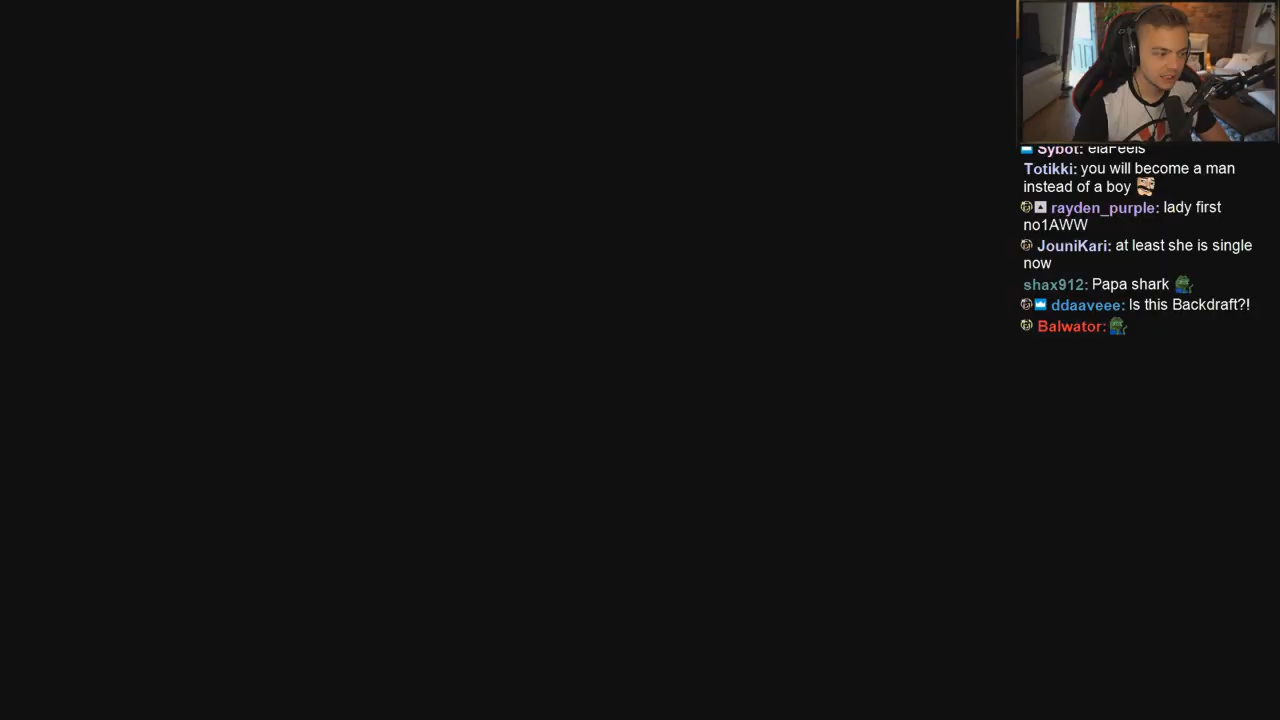 Sybot: elaFeels
Totikki: you will become a man
instead of a boy
rayden_purple: lady first
no1AWW
JouniKari: at least she is single
now
shax912: Papa shark
ddaaveee: Is this Backdraft?!
Balwator: